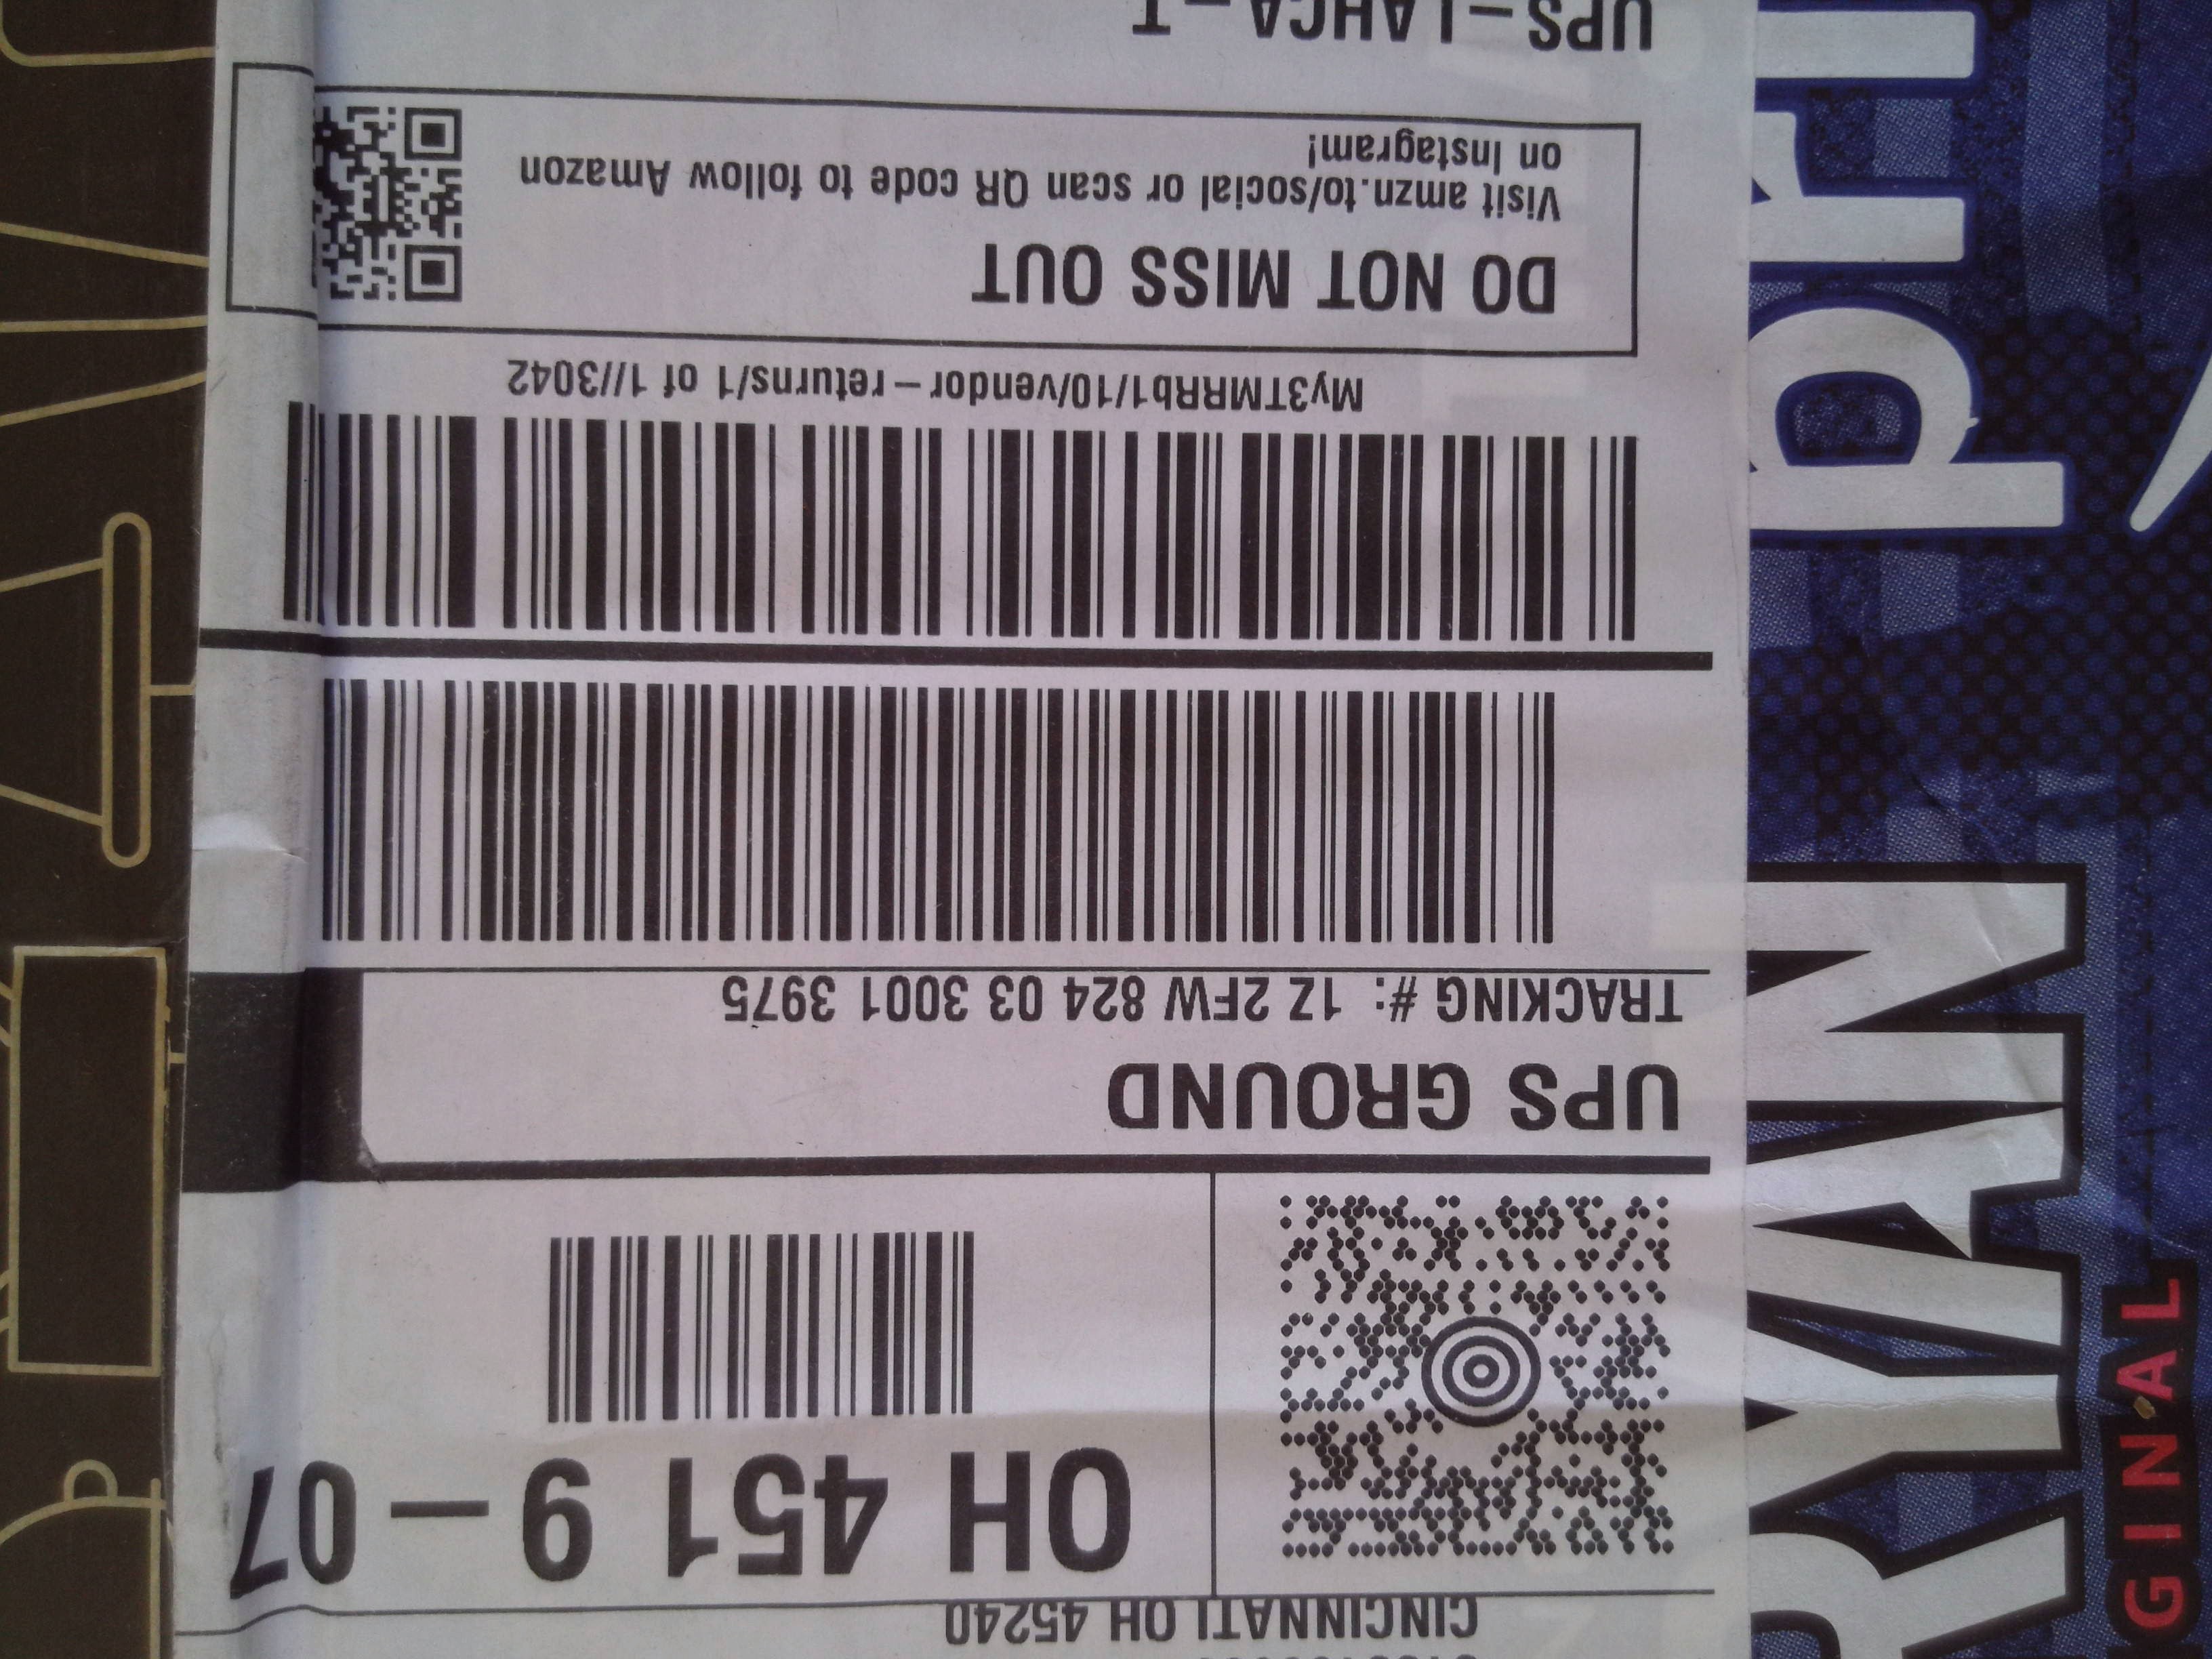 CINCINNATI OH 45240
OH 451 9-07
UPS GROUND
TRACKING #: 1Z 2FW 824 03 3001 3975
My3TMRRb1/10/vendor-returns/1 of 1//3042
DO NOT MISS OUT
Visit amzn.to/social or scan QR code to follow Amazon
on Instagram!
UPS-LAHCA-T
RYAN
GINAL